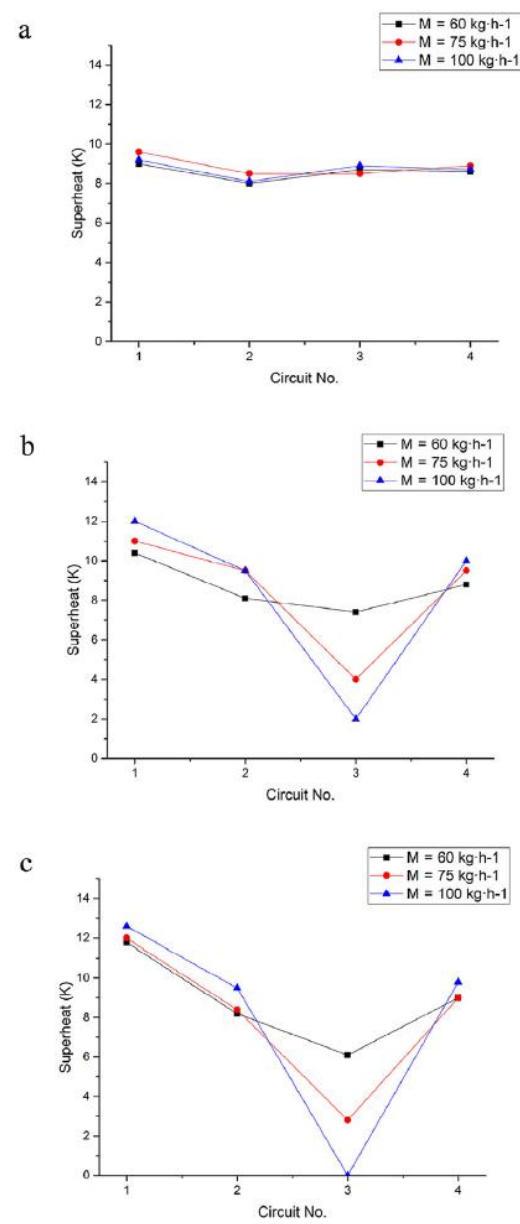 a
M = 60 kg·h-1
M = 75 kg·h-1
M = 100 kg·h-1
14
12
10
8
6
4
2
0
Superheat (K)
1 2 3 4
Circuit No.
b
M = 60 kg·h-1
M = 75 kg·h-1
M = 100 kg·h-1
14
12
10
8
6
4
2
0
Superheat (K)
1 2 3 4
Circuit No.
c
M = 60 kg·h-1
M = 75 kg·h-1
M = 100 kg·h-1
14
12
10
8
6
4
2
0
Superheat (K)
1 2 3 4
Circuit No.